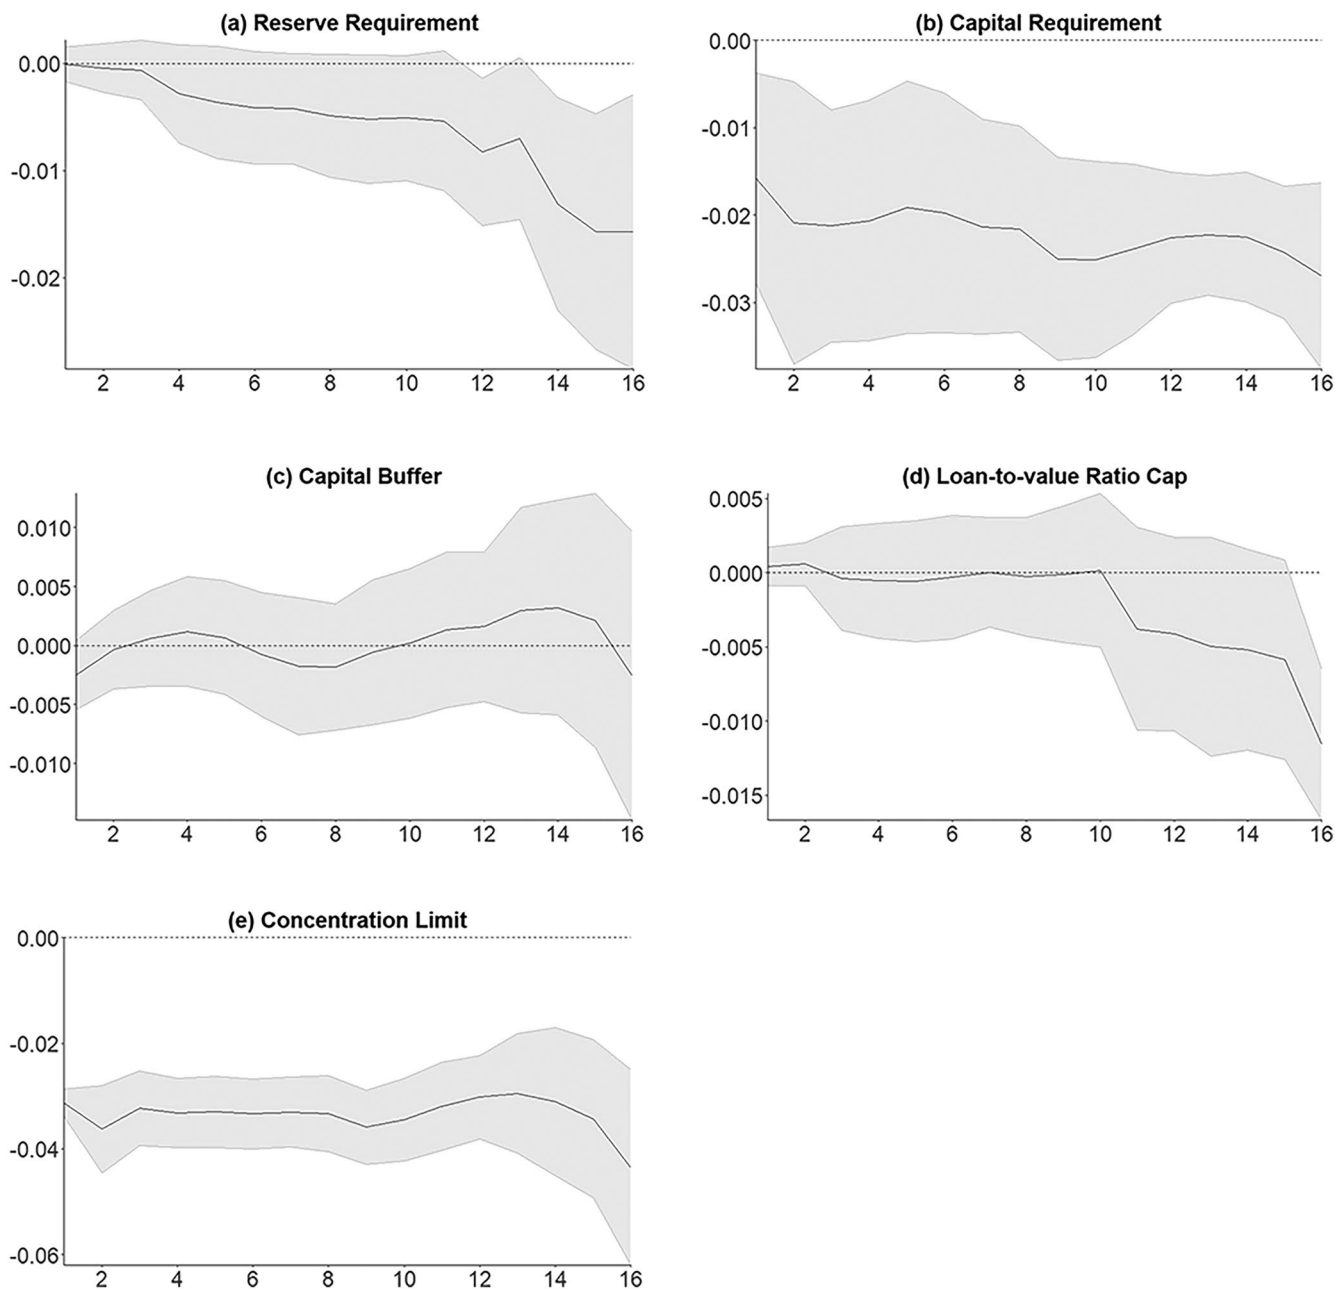 (a) Reserve Requirement
0.00
-0.01
-0.02
2 4 6 8 10 12 14 16
(b) Capital Requirement
0.00
-0.01
-0.02
-0.03
2 4 6 8 10 12 14 16
(c) Capital Buffer
0.010
0.005
0.000
-0.005
-0.010
2 4 6 8 10 12 14 16
(d) Loan-to-value Ratio Cap
0.005
0.000
-0.005
-0.010
-0.015
2 4 6 8 10 12 14 16
(e) Concentration Limit
0.00
-0.02
-0.04
-0.06
2 4 6 8 10 12 14 16